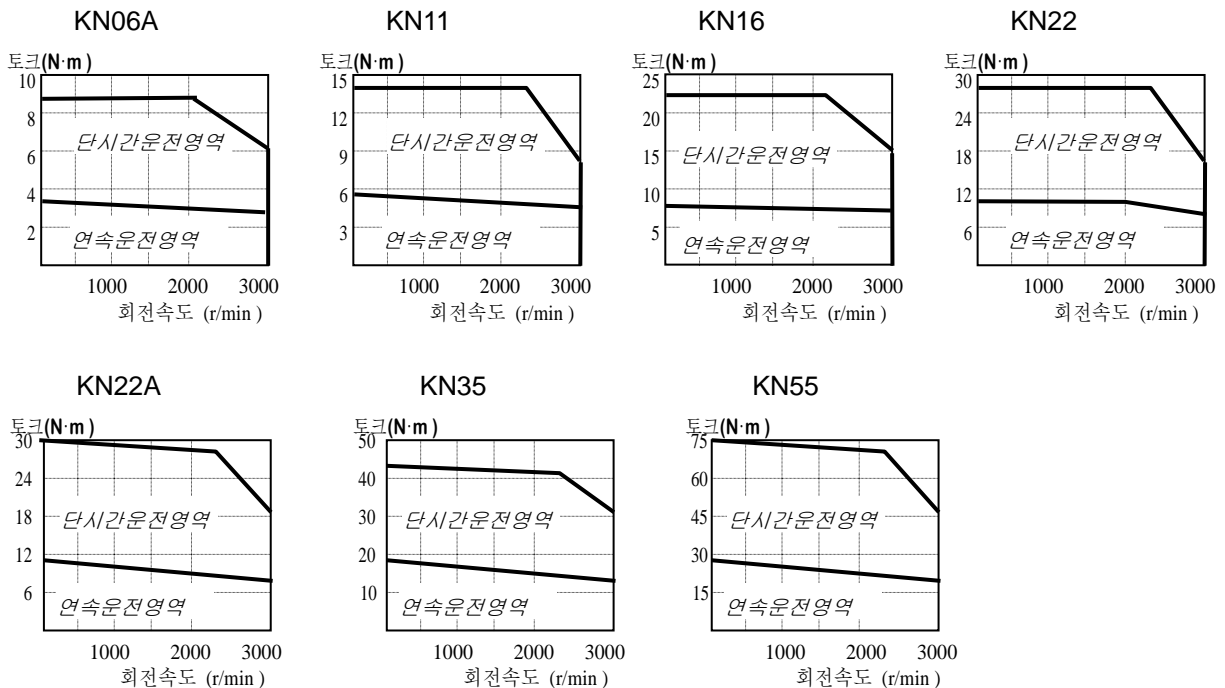 KN06A
토크(N·m)
10
8
6
4
2
단시간운전영역
연속운전영역
1000 2000 3000
회전속도 (r/min)
KN11
토크(N·m)
15
12
9
6
3
단시간운전영역
연속운전영역
1000 2000 3000
회전속도 (r/min)
KN16
토크(N·m)
25
20
15
10
5
단시간운전영역
연속운전영역
1000 2000 3000
회전속도 (r/min)
KN22
토크(N·m)
30
24
18
12
6
단시간운전영역
연속운전영역
1000 2000 3000
회전속도 (r/min)
KN22A
토크(N·m)
30
24
18
12
6
단시간운전영역
연속운전영역
1000 2000 3000
회전속도 (r/min)
KN35
토크(N·m)
50
40
30
20
10
단시간운전영역
연속운전영역
1000 2000 3000
회전속도 (r/min)
KN55
토크(N·m)
75
60
45
30
15
단시간운전영역
연속운전영역
1000 2000 3000
회전속도 (r/min)